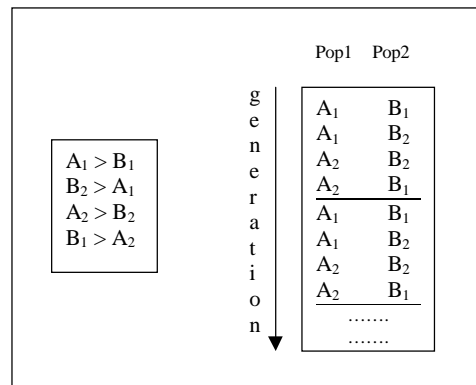 Pop1 Pop2
generation
A₁ > B₁
B₂ > A₁
A₂ > B₂
B₁ > A₂
A₁ B₁
A₁ B₂
A₂ B₂
A₂ B₁
A₁ B₁
A₁ B₂
A₂ B₂
A₂ B₁
.......
.......